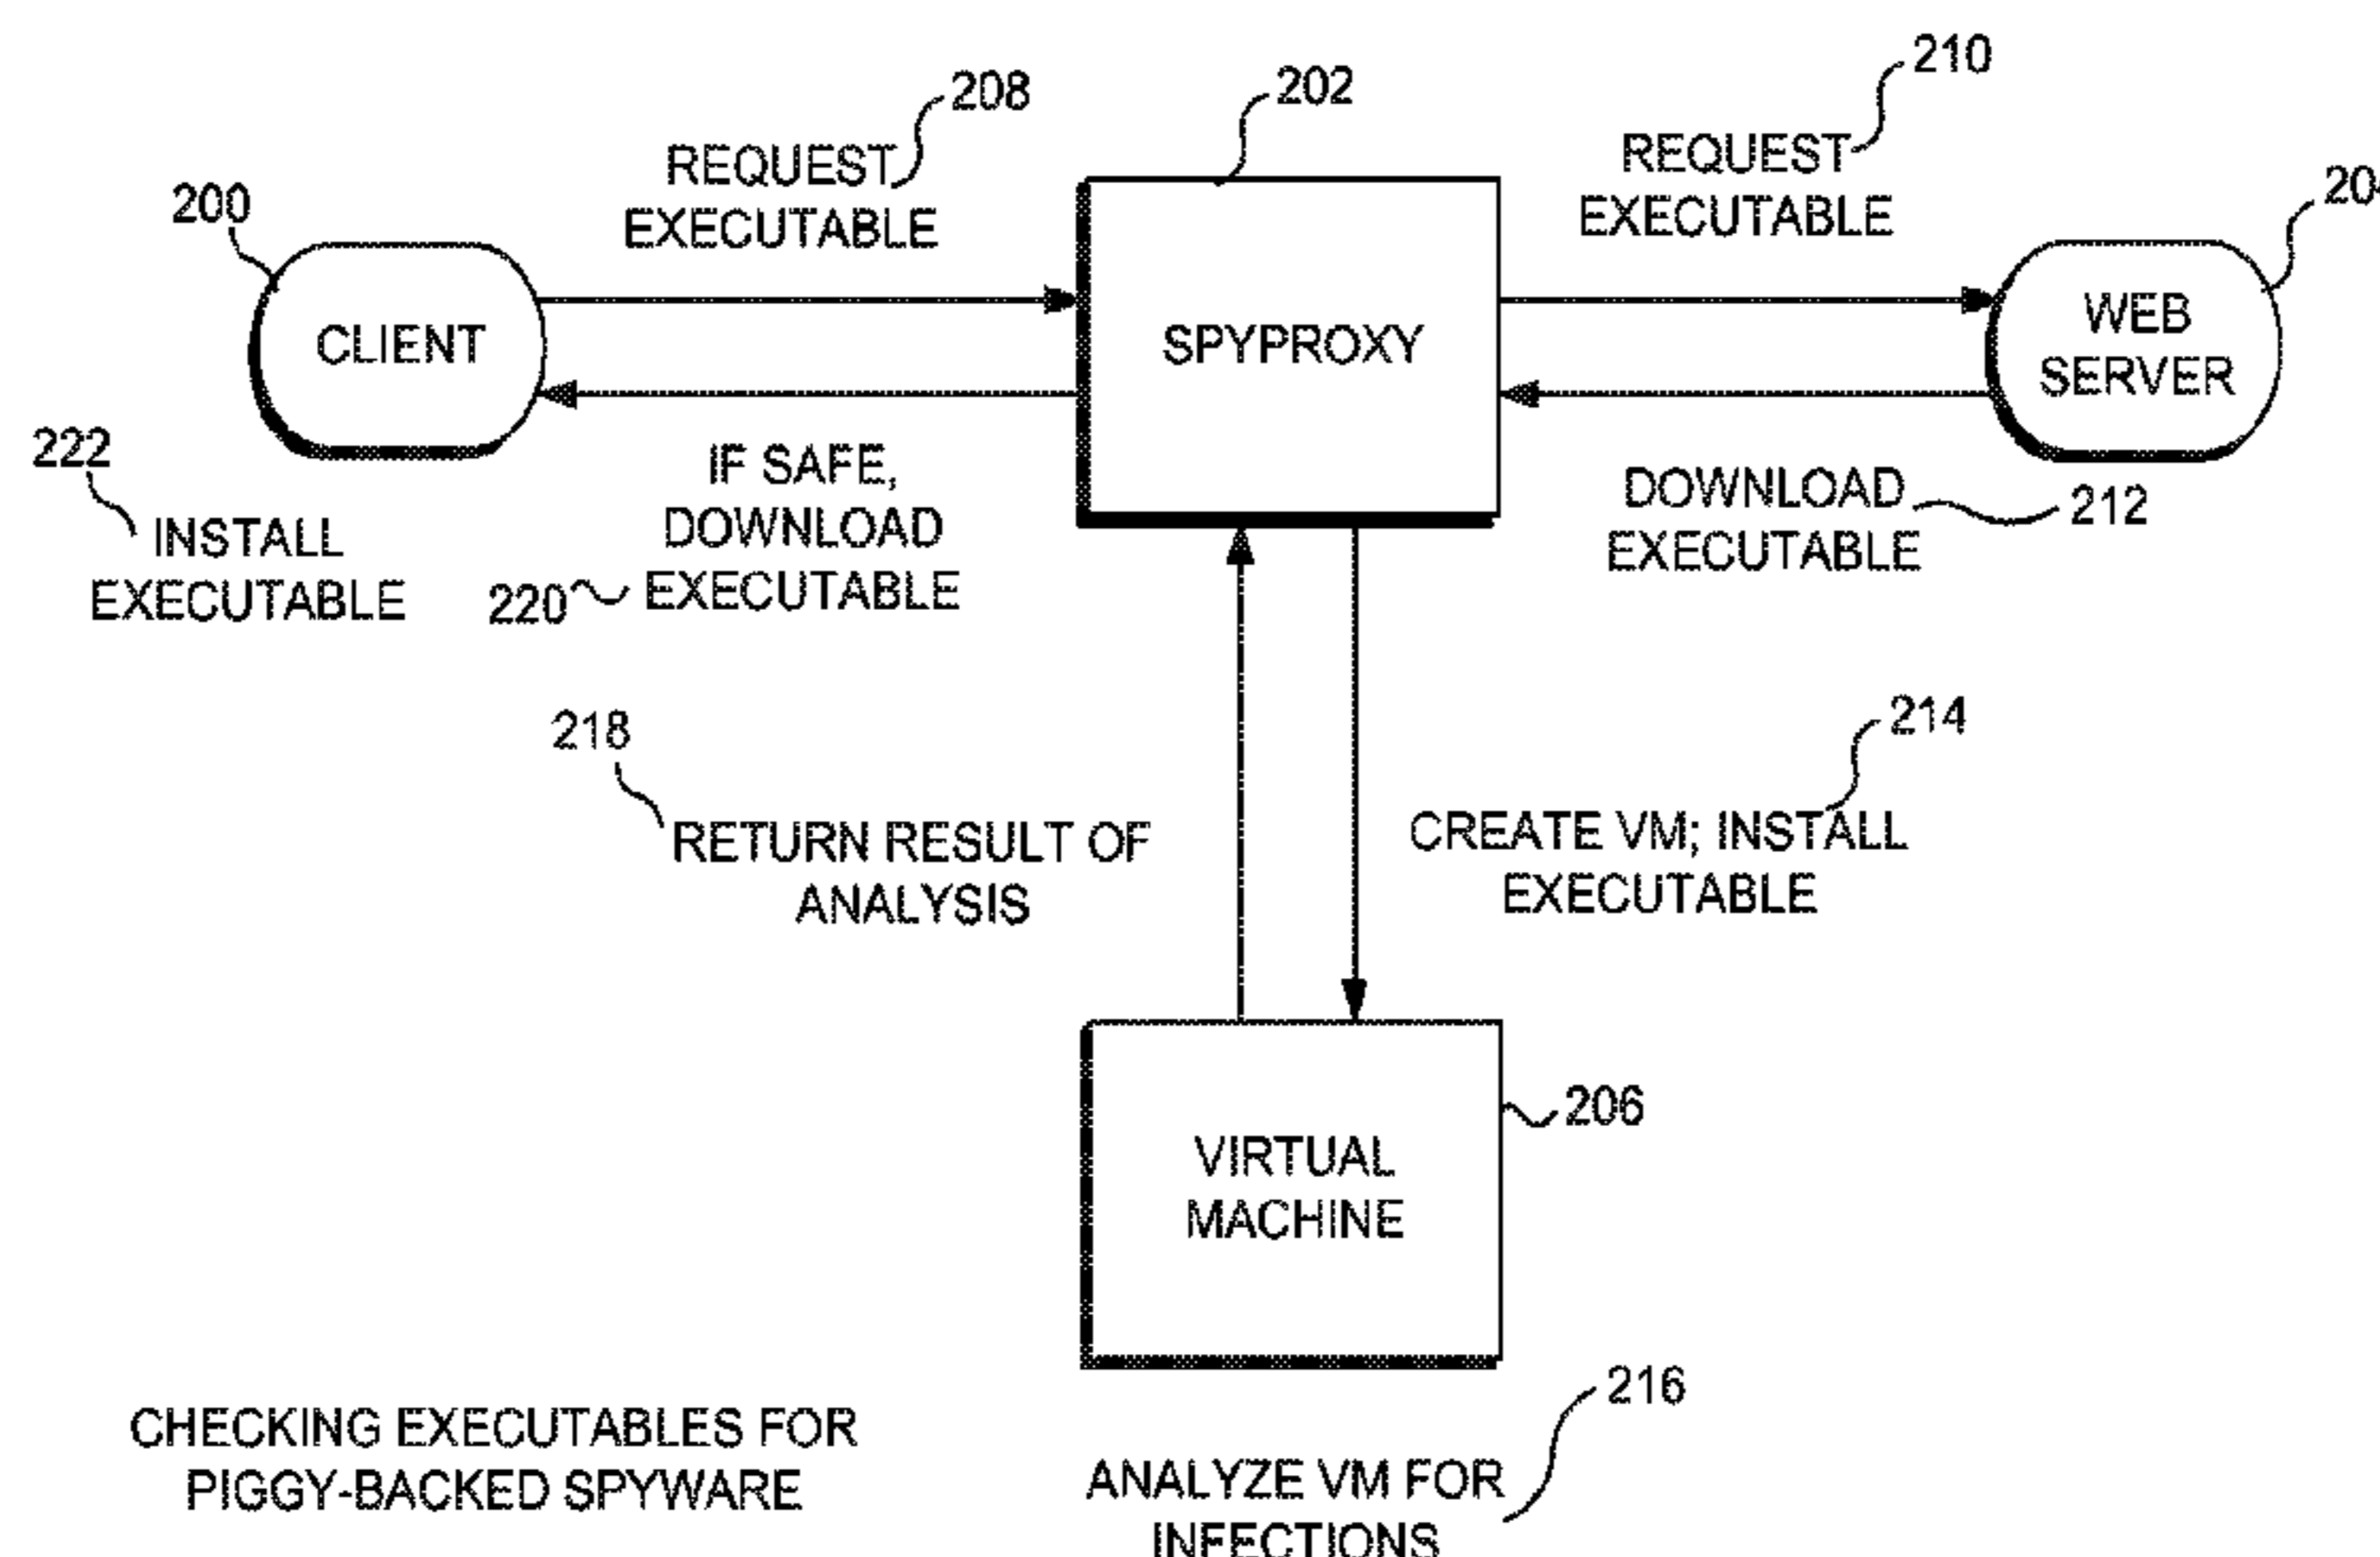 210
208
202
REQUEST
EXECUTABLE
REQUEST
EXECUTABLE
200
CLIENT
SPYPROXY
WEB
SERVER
222
INSTALL
EXECUTABLE
IF SAFE,
DOWNLOAD
EXECUTABLE
220
DOWNLOAD
EXECUTABLE
212
218
RETURN RESULT OF
ANALYSIS
214
CREATE VM; INSTALL
EXECUTABLE
VIRTUAL
MACHINE
206
216
CHECKING EXECUTABLES FOR
PIGGY-BACKED SPYWARE
ANALYZE VM FOR
INFECTIONS